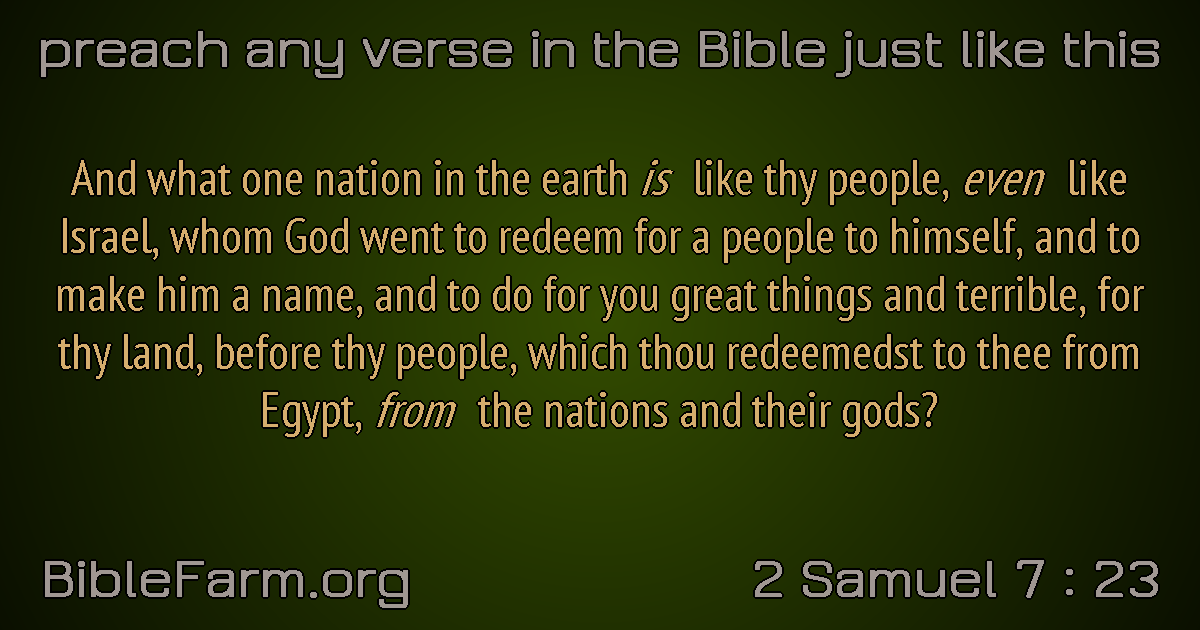 preach any verse in the Bible just like this
And what one nation in the earth is like thy people, even like
Israel, whom God went to redeem for a people to himself, and to
make him a name, and to do for you great things and terrible, for
thy land, before thy people, which thou redeemedst to thee from
Egypt, from the nations and their gods?
BibleFarm.org
2 Samuel 7 : 23